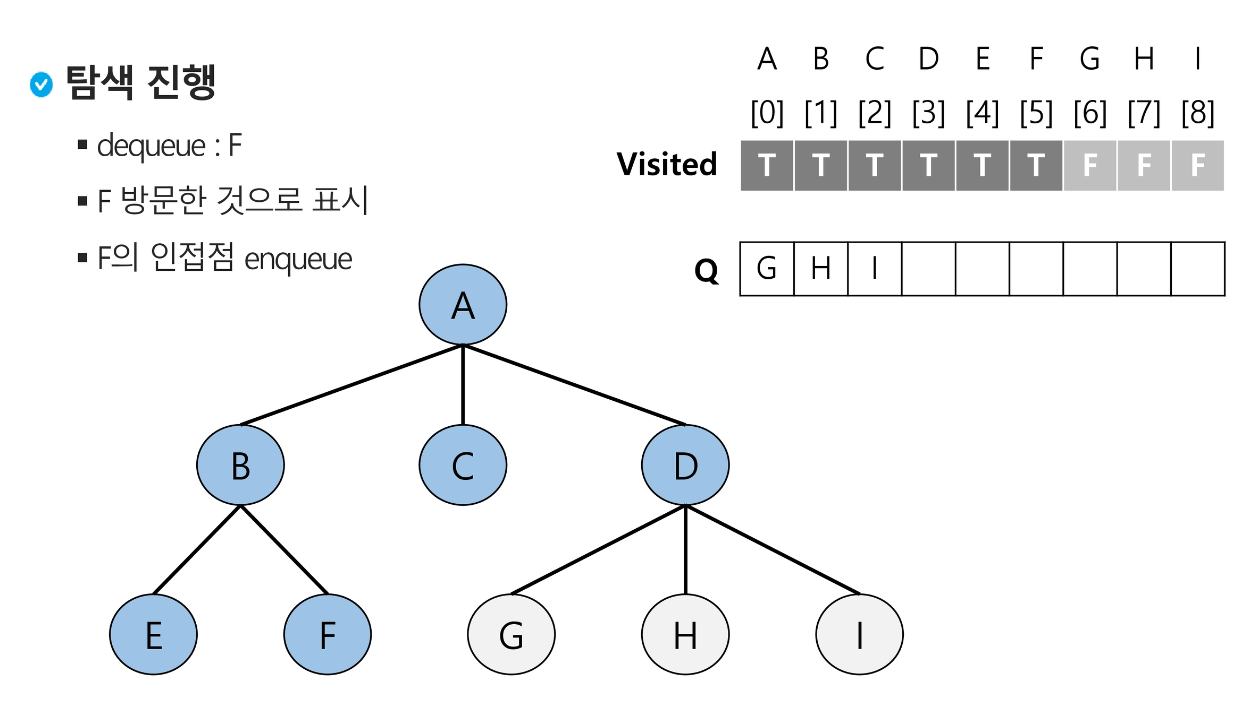 탐색 진행
▪ dequeue : F
▪ F 방문한 것으로 표시
▪ F의 인접점 enqueue
A B C D E F G H I
[0] [1] [2] [3] [4] [5] [6] [7] [8]
Visited T T T T T T F F F
Q G H I
A
B C D
E F G H I